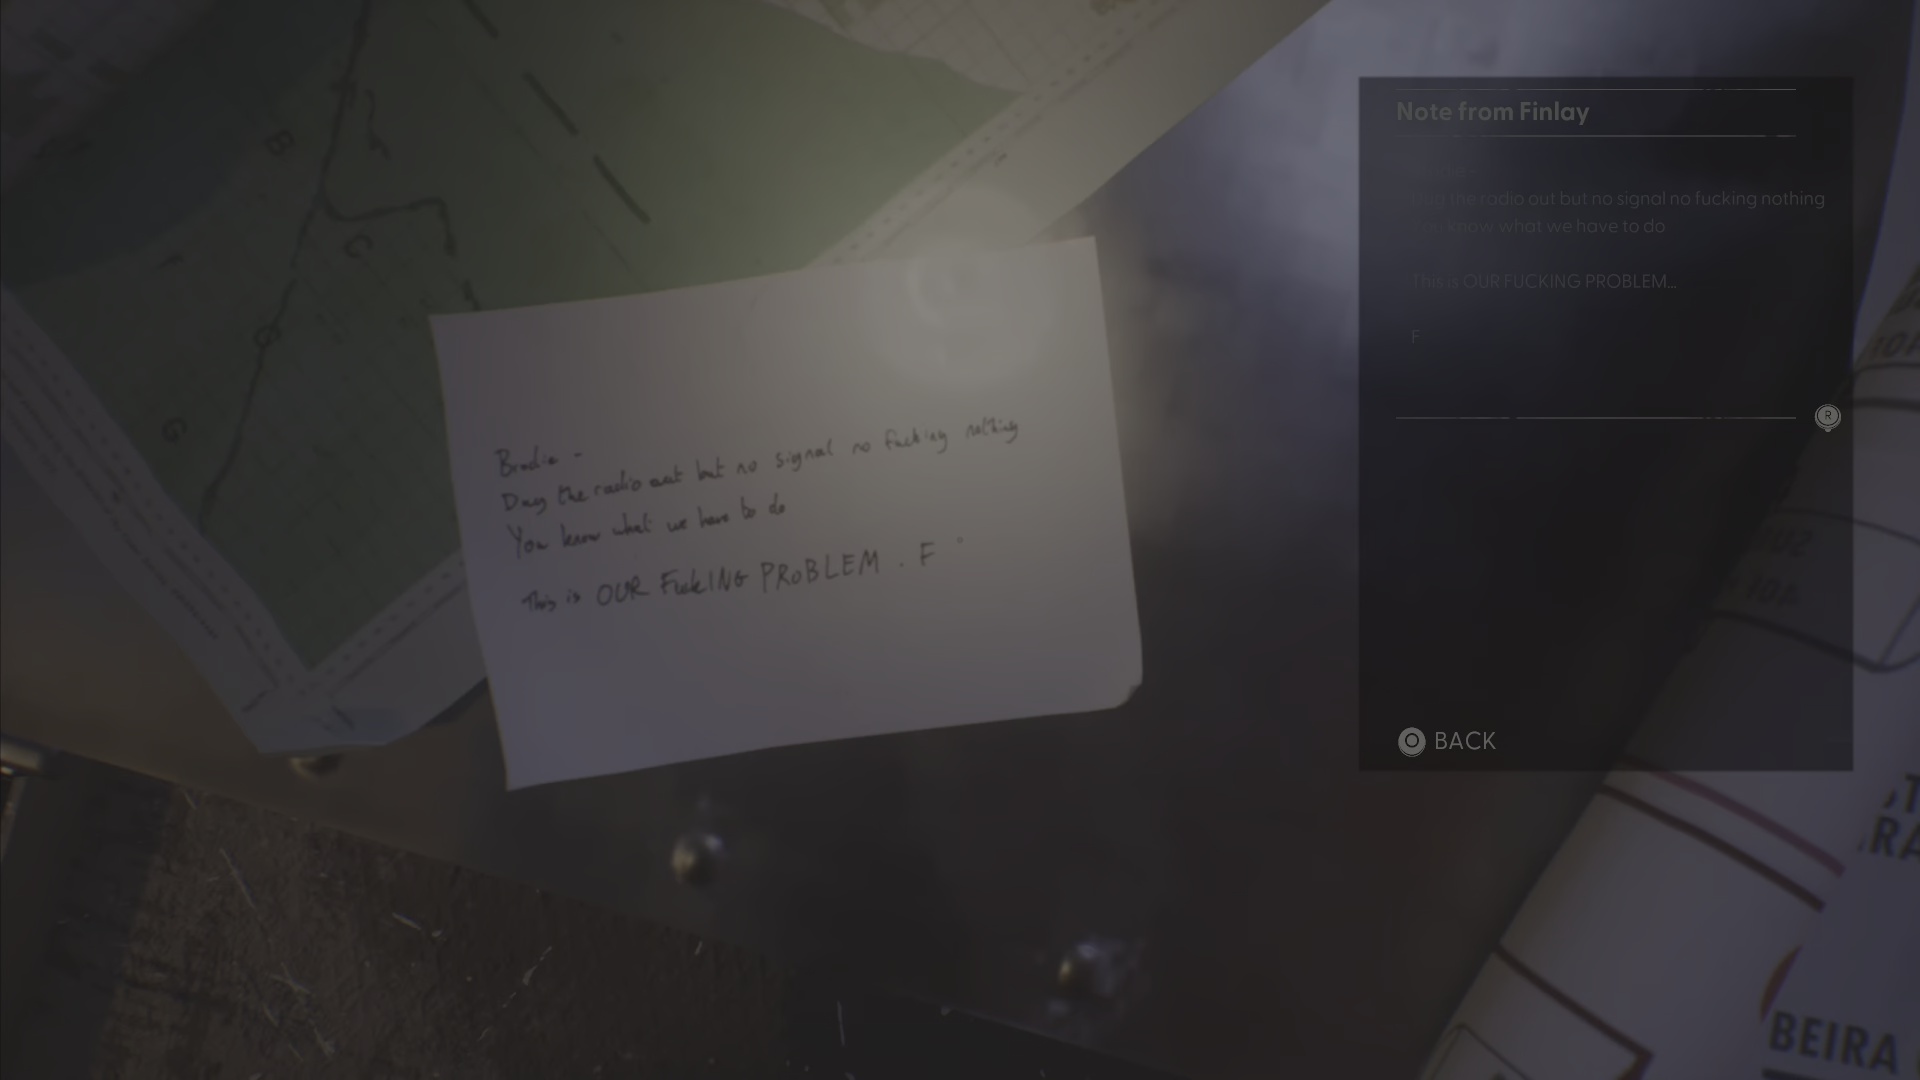 Note from Finlay
Dug the radio out but no signal no fucking nothing
You know what we have to do
This is OUR FUCKING PROBLEM...
F
R
BACK
Brodie -
Dug the radio out but no signal no fucking nothing
You know what we have to do
This is OUR FuckING PROBLEM . F
B
C
G
G
BEIRA